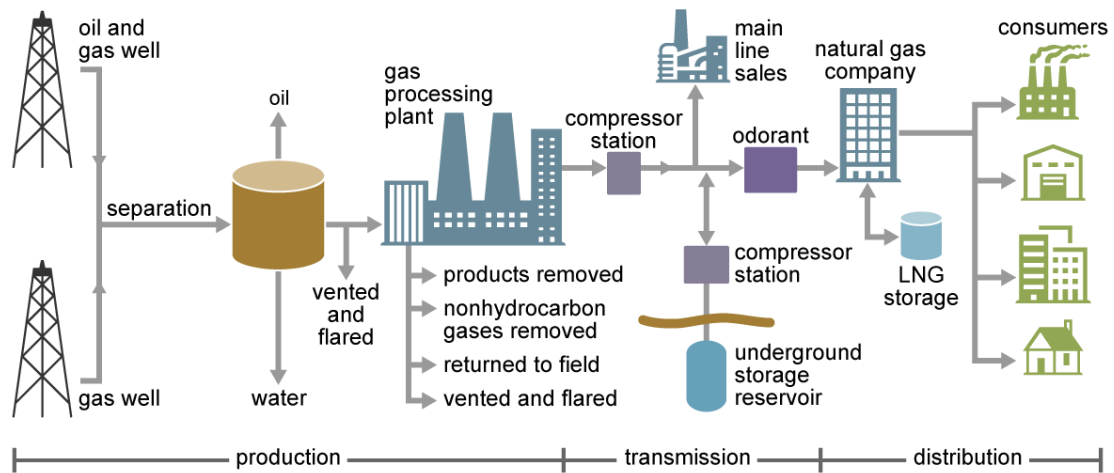 oil and
gas well
separation
gas well
oil
water
vented
and
flared
gas
processing
plant
products removed
nonhydrocarbon
gases removed
returned to field
vented and flared
compressor
station
main
line
sales
odorant
compressor
station
underground
storage
reservoir
natural gas
company
LNG
storage
consumers
production
transmission
distribution